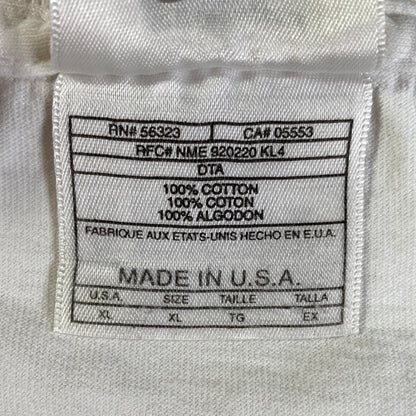 RN# 56323 CA# 05553
RFC# NME 920220 KL4
DTA
100% COTTON
100% COTON
100% ALGODON
FABRIQUE AUX ETATS-UNIS HECHO EN E.U.A.
MADE IN U.S.A.
U.S.A. SIZE TAILLE TALLA
XL XL TG EX